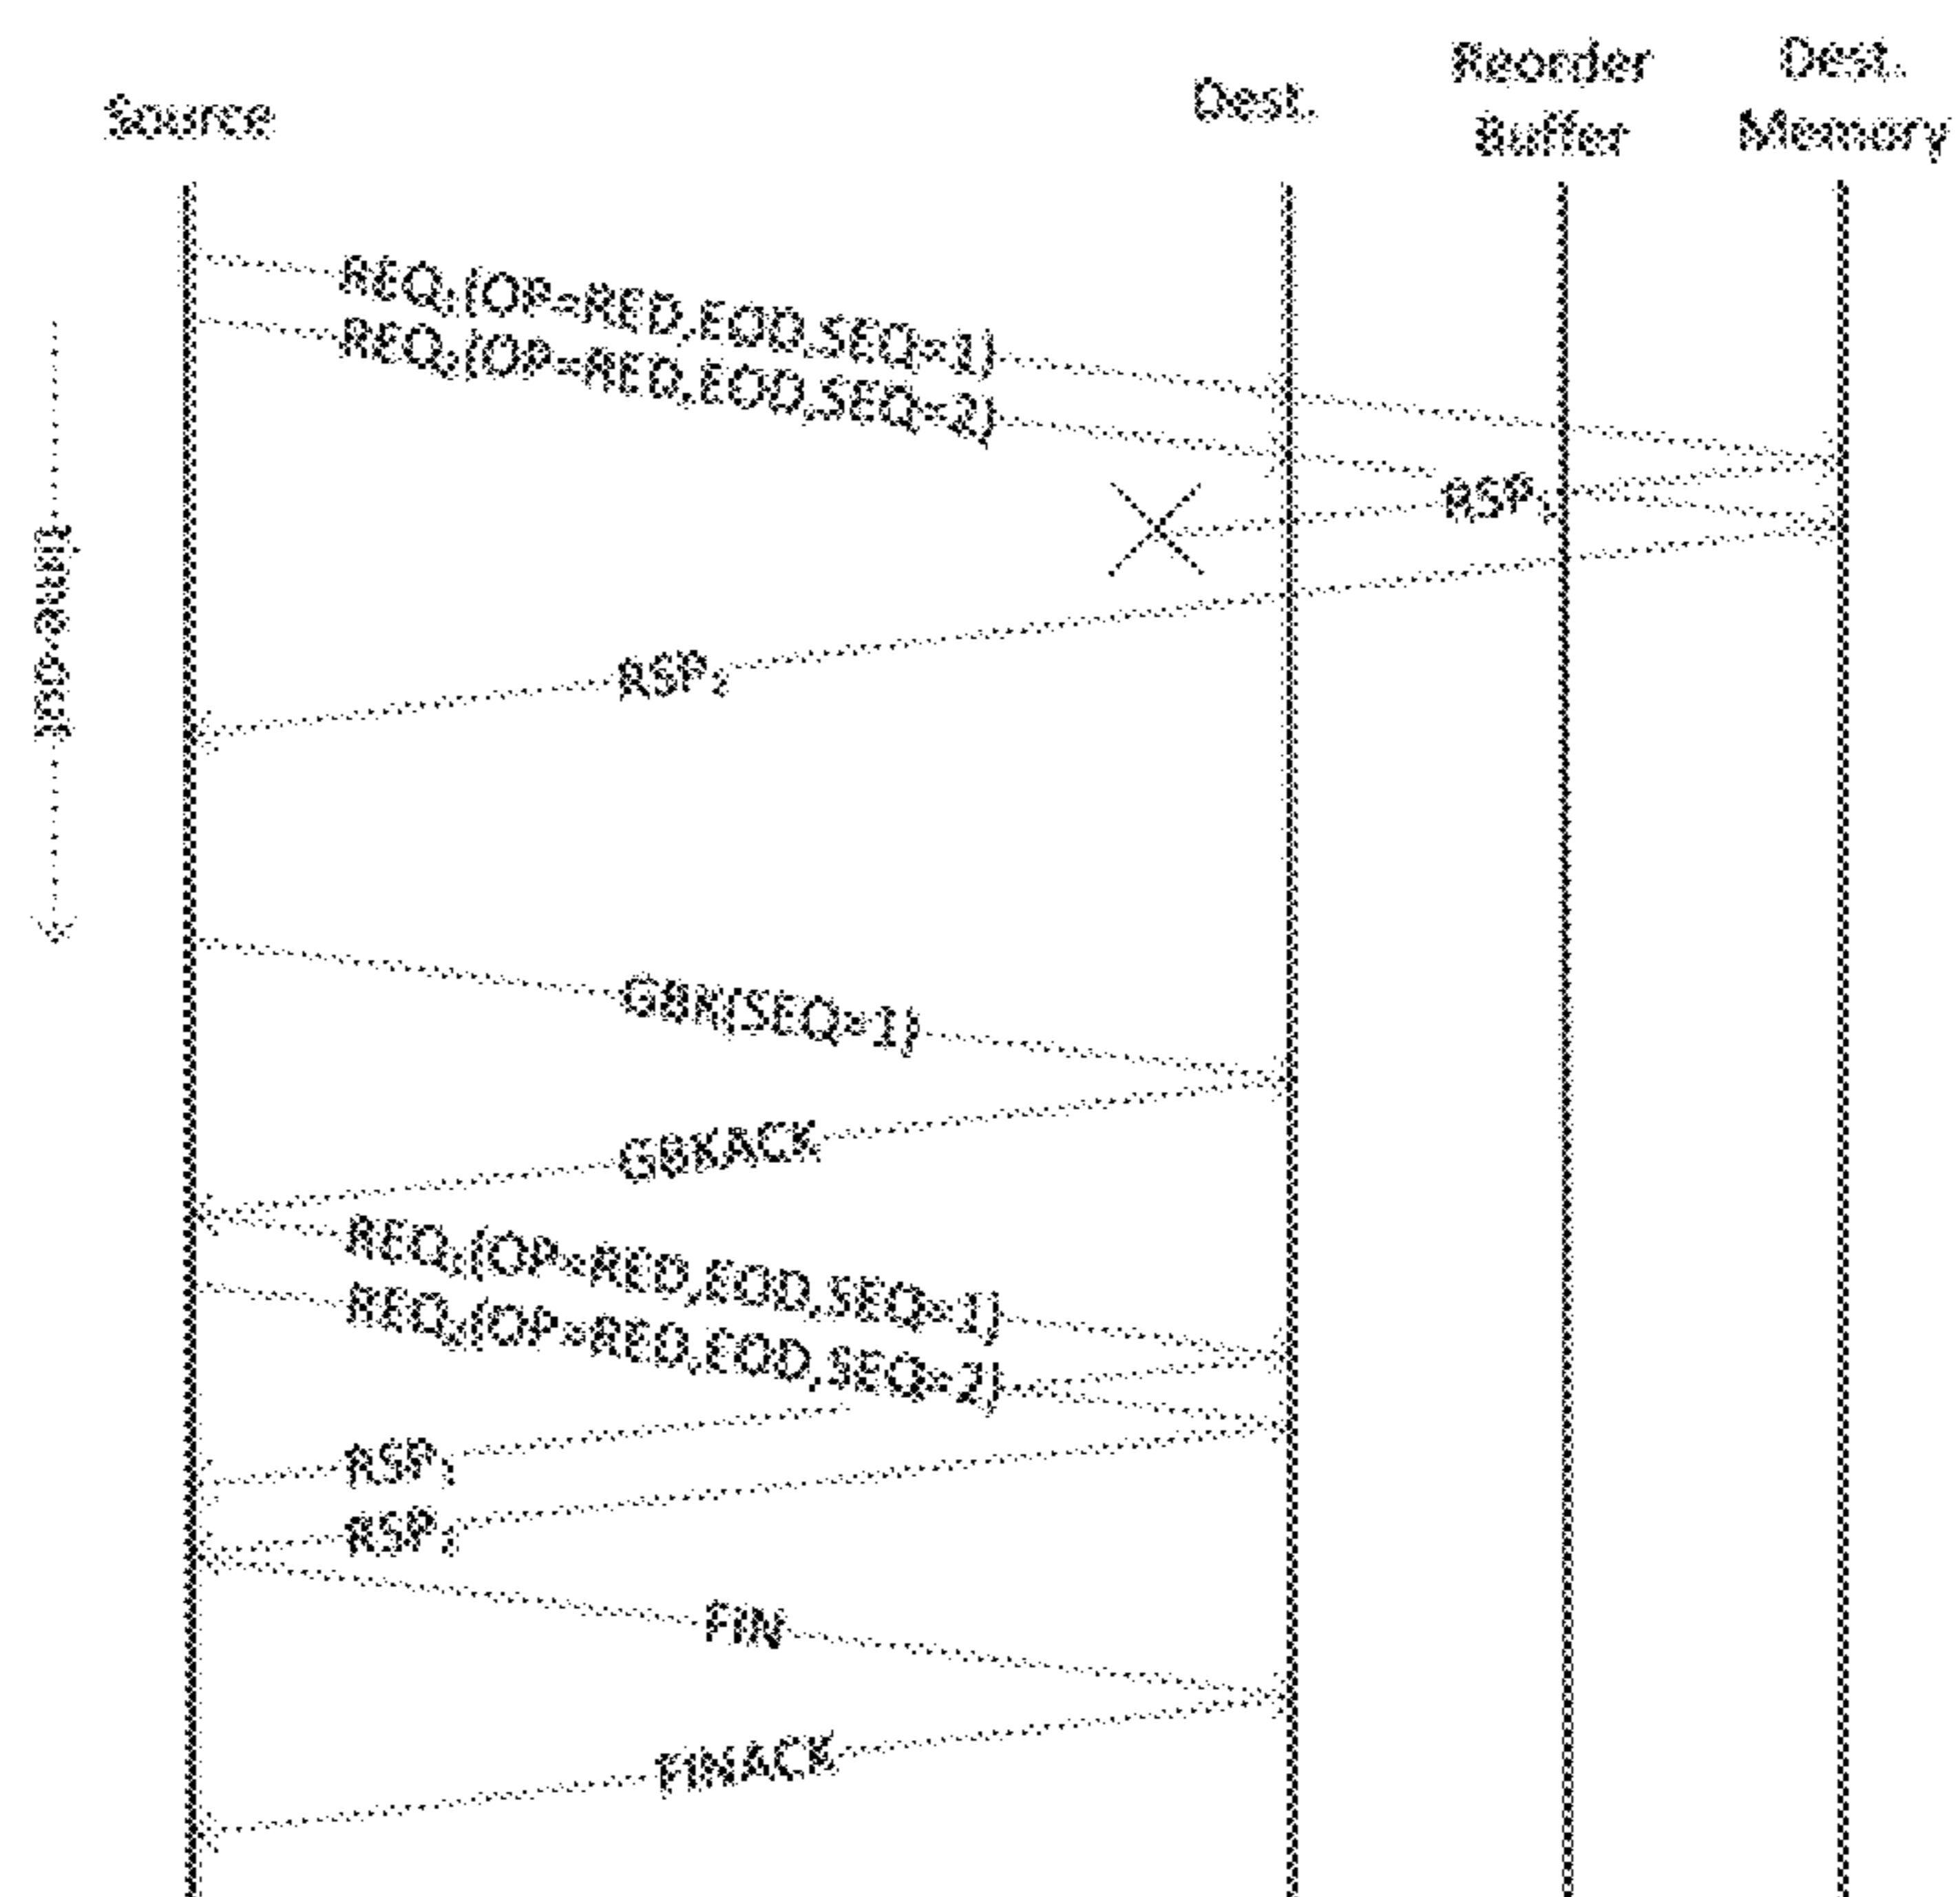 Source
Dest.
Reorder
Buffer
Dest.
Memory
REQ₁(OP=RED,EOD,SEQ=1)
REQ₂(OP=RED,EOD,SEQ=2)
RSP₁
RSP₂
GBN(SEQ=1)
GBNACK
REQ₁(OP=RED,EOD,SEQ=1)
REQ₂(OP=RED,EOD,SEQ=2)
RSP₁
RSP₂
FIN
FINACK